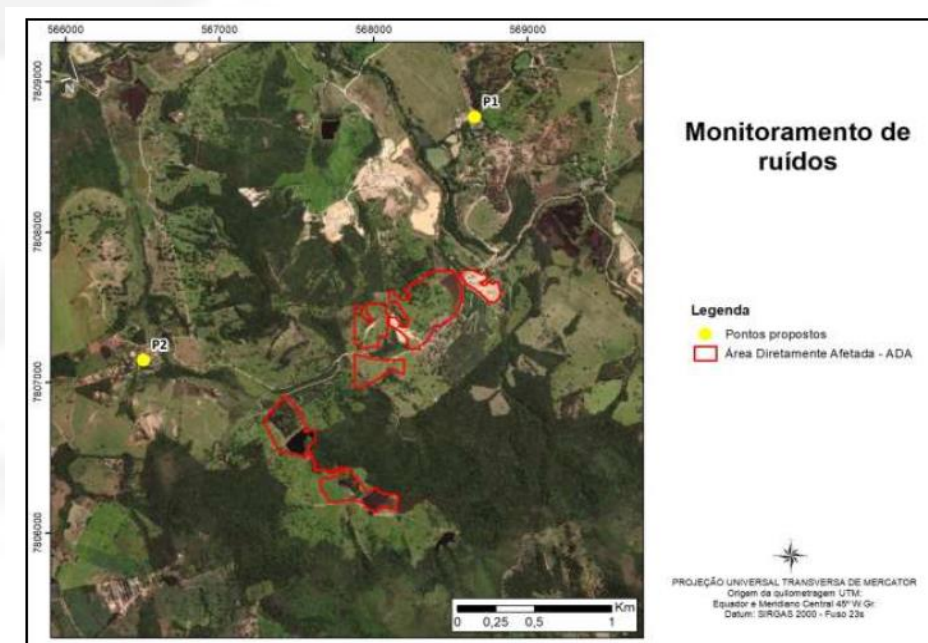 566000 567000 568000 569000
7809000
7808000
7807000
7806000
N
P1
P2
Monitoramento de
ruídos
Legenda
Pontos propostos
Área Diretamente Afetada - ADA
0 0,25 0,5 1 Km
PROJEÇÃO UNIVERSAL TRANSVERSA DE MERCATOR
Origem da quilometragem UTM:
Equador e Meridiano Central 45º W Gr.
Datum: SIRGAS 2000 - Fuso 23s